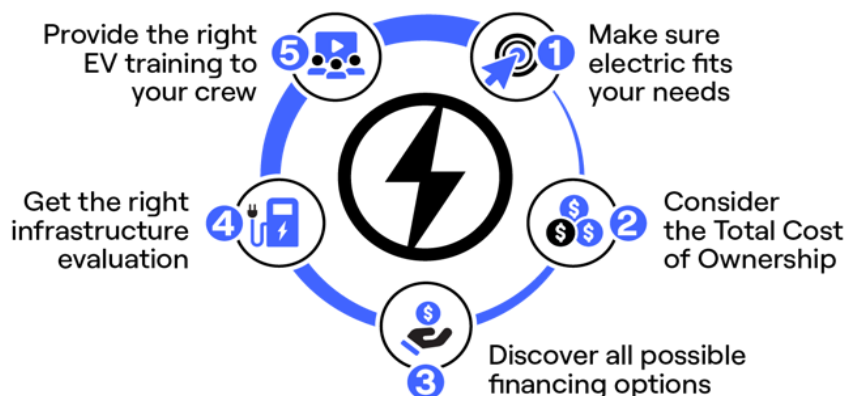 1
Make sure
electric fits
your needs
$
$
$
2
Consider
the Total Cost
of Ownership
$
3
Discover all possible
financing options
4
Get the right
infrastructure
evaluation
5
Provide the right
EV training to
your crew